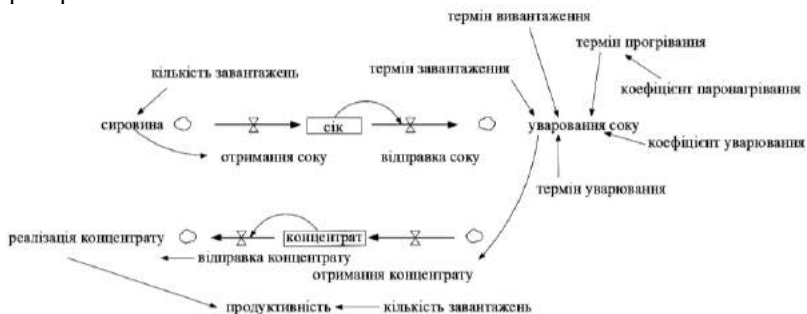 термін вивантаження
термін прогрівання
кількість завантажень
термін завантаження
коефіцієнт паронагрівання
сировина
сік
уваровання соку
коефіцієнт уварювання
отримання соку
відправка соку
термін уварювання
реалізація концентрату
концентрат
відправка концентрату
отримання концентрату
продуктивність
кількість завантажень